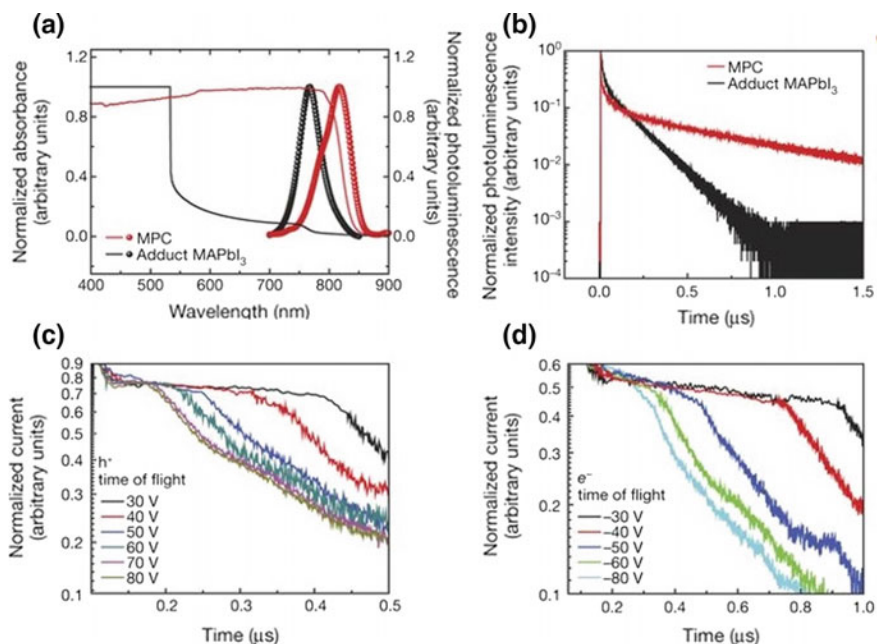 (a)
Normalized absorbance
(arbitrary units)
1.2
0.8
0.4
0.0
MPC
Adduct MAPbI₃
400 500 600 700 800 900
Wavelength (nm)
1.2
0.8
0.4
0.0
Normalized photoluminescence
(arbitrary units)
(b)
Normalized photoluminescence
intensity (arbitrary units)
10⁰
10⁻¹
10⁻²
10⁻³
10⁻⁴
MPC
Adduct MAPbI₃
0.0 0.5 1.0 1.5
Time (μs)
(c)
Normalized current
(arbitrary units)
0.9
0.8
0.7
0.6
0.5
0.4
0.3
0.2
0.1
h⁺
time of flight
30 V
40 V
50 V
60 V
70 V
80 V
0.2 0.3 0.4 0.5
Time (μs)
(d)
Normalized current
(arbitrary units)
0.6
0.5
0.4
0.3
0.2
0.1
e⁻
time of flight
−30 V
−40 V
−50 V
−60 V
−80 V
0.2 0.4 0.6 0.8 1.0
Time (μs)